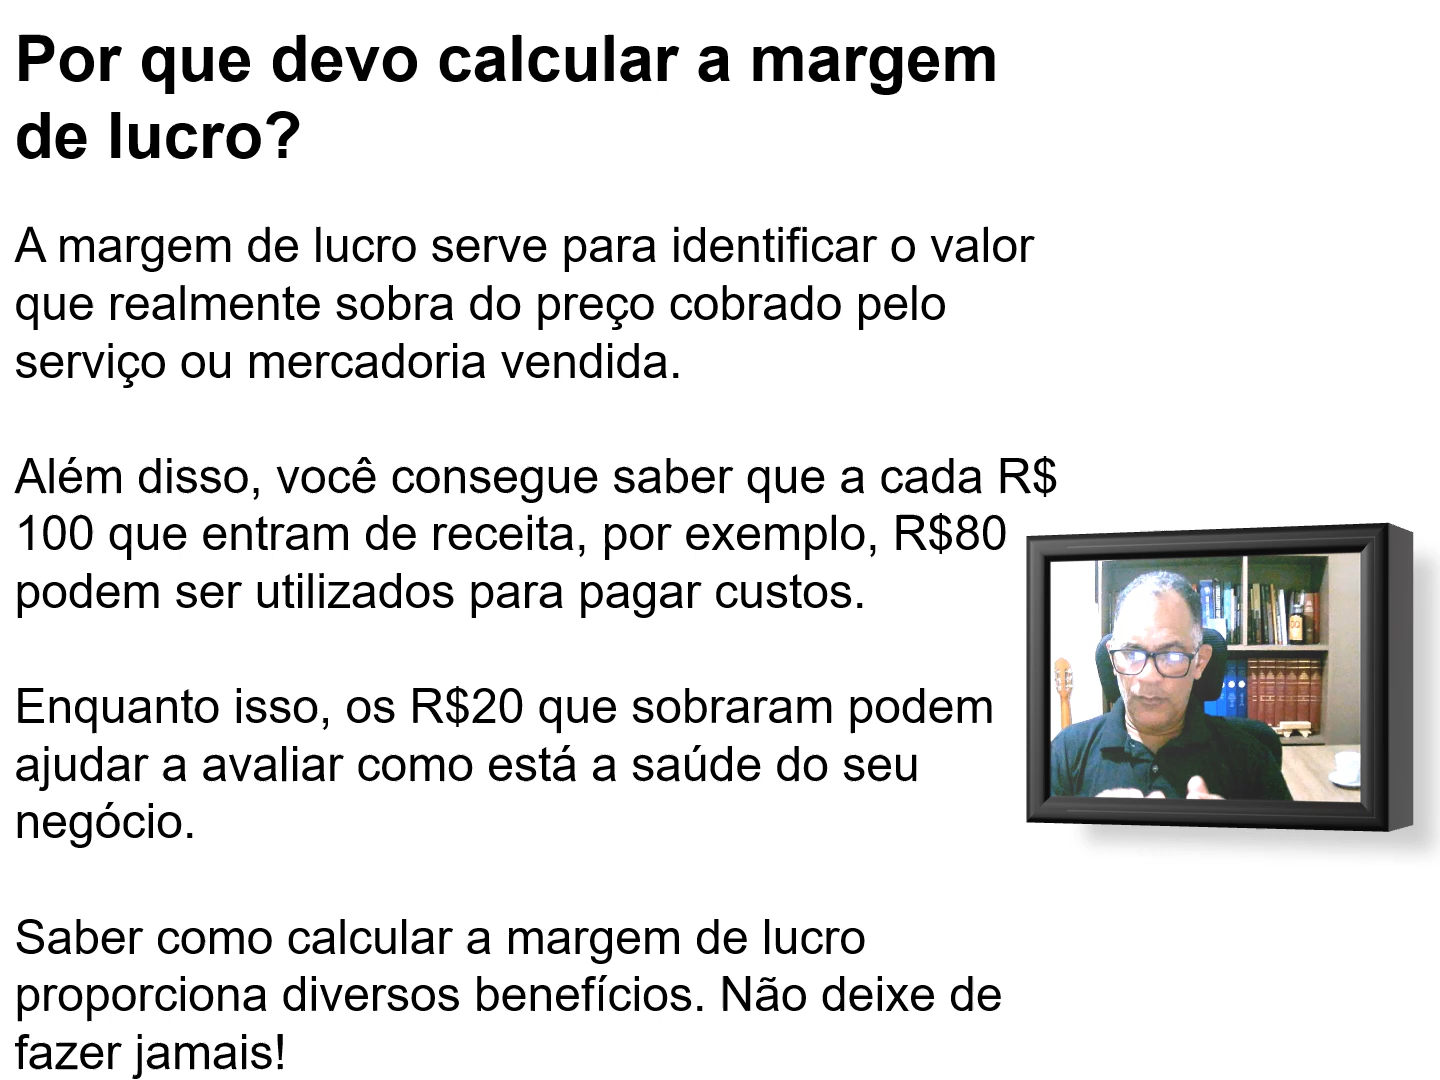 Por que devo calcular a margem
de lucro?
A margem de lucro serve para identificar o valor
que realmente sobra do preço cobrado pelo
serviço ou mercadoria vendida.
Além disso, você consegue saber que a cada R$
100 que entram de receita, por exemplo, R$80
podem ser utilizados para pagar custos.
Enquanto isso, os R$20 que sobraram podem
ajudar a avaliar como está a saúde do seu
negócio.
Saber como calcular a margem de lucro
proporciona diversos benefícios. Não deixe de
fazer jamais!